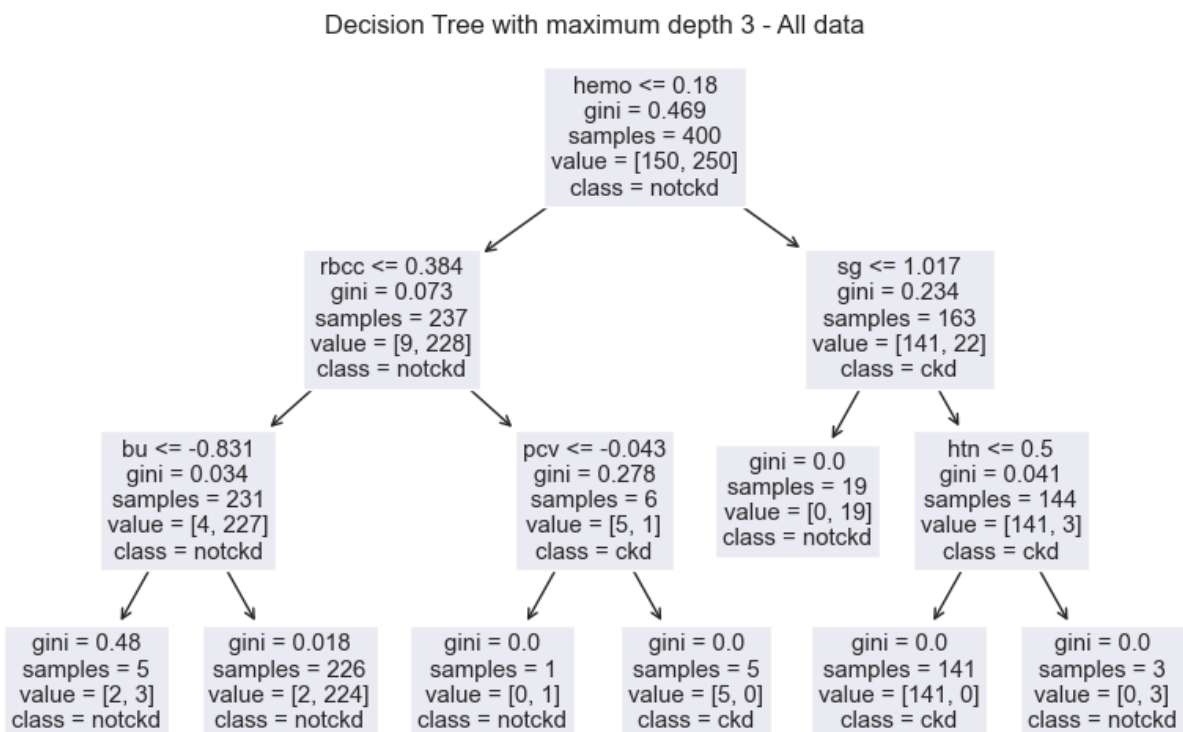 Decision Tree with maximum depth 3 - All data
hemo <= 0.18
gini = 0.469
samples = 400
value = [150, 250]
class = notckd
rbcc <= 0.384
gini = 0.073
samples = 237
value = [9, 228]
class = notckd
sg <= 1.017
gini = 0.234
samples = 163
value = [141, 22]
class = ckd
bu <= -0.831
gini = 0.034
samples = 231
value = [4, 227]
class = notckd
pcv <= -0.043
gini = 0.278
samples = 6
value = [5, 1]
class = ckd
gini = 0.0
samples = 19
value = [0, 19]
class = notckd
htn <= 0.5
gini = 0.041
samples = 144
value = [141, 3]
class = ckd
gini = 0.48
samples = 5
value = [2, 3]
class = notckd
gini = 0.018
samples = 226
value = [2, 224]
class = notckd
gini = 0.0
samples = 1
value = [0, 1]
class = notckd
gini = 0.0
samples = 5
value = [5, 0]
class = ckd
gini = 0.0
samples = 141
value = [141, 0]
class = ckd
gini = 0.0
samples = 3
value = [0, 3]
class = notckd